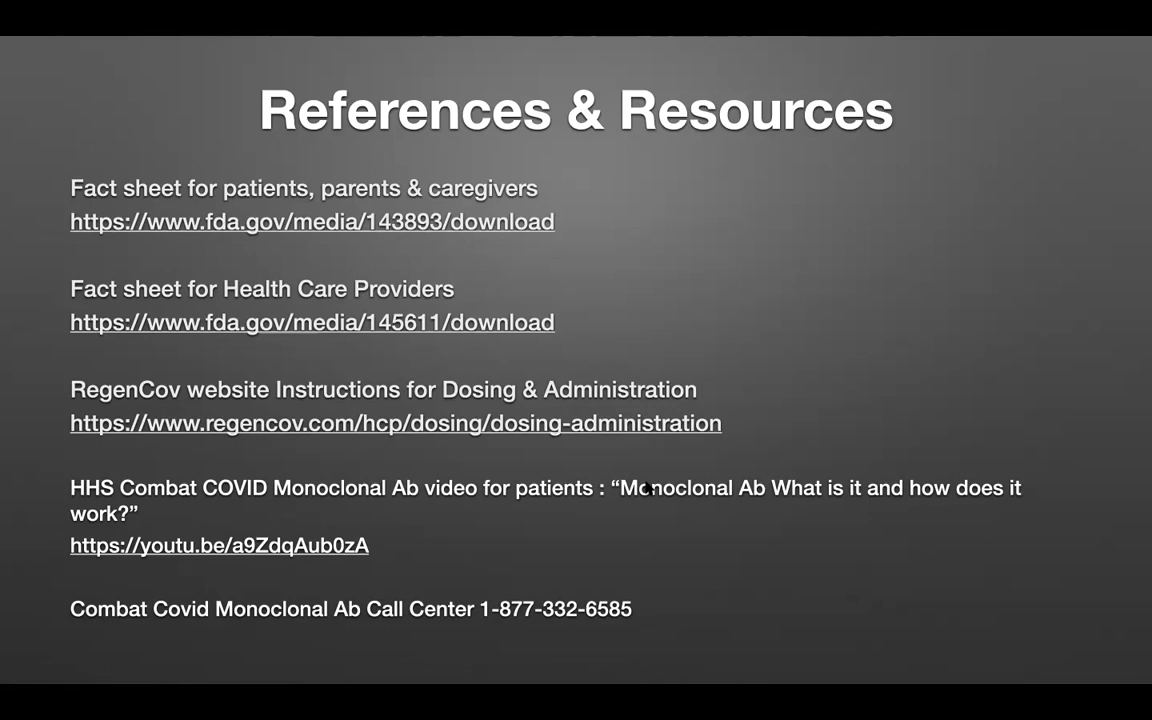 References & Resources
Fact sheet for patients, parents & caregivers
https://www.fda.gov/media/143893/download
Fact sheet for Health Care Providers
https://www.fda.gov/media/145611/download
RegenCov website Instructions for Dosing & Administration
https://www.regencov.com/hcp/dosing/dosing-administration
HHS Combat COVID Monoclonal Ab video for patients : “Monoclonal Ab What is it and how does it
work?”
https://youtu.be/a9ZdqAub0zA
Combat Covid Monoclonal Ab Call Center 1-877-332-6585